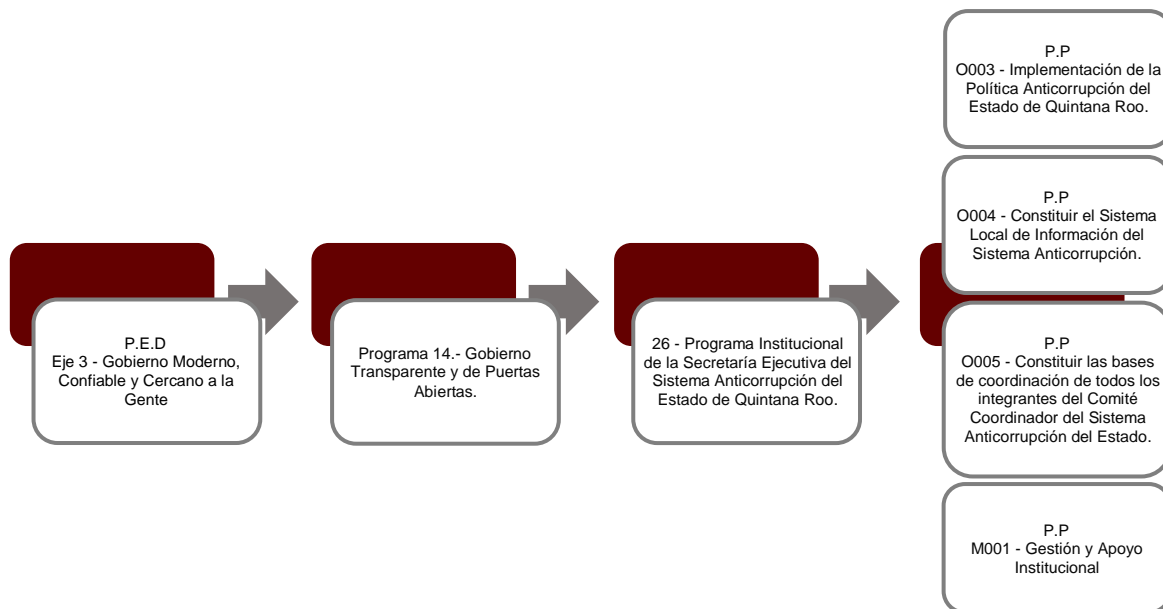 P.E.D
Eje 3 - Gobierno Moderno,
Confiable y Cercano a la
Gente
Programa 14.- Gobierno
Transparente y de Puertas
Abiertas.
26 - Programa Institucional
de la Secretaría Ejecutiva del
Sistema Anticorrupción del
Estado de Quintana Roo.
P.P
O003 - Implementación de la
Política Anticorrupción del
Estado de Quintana Roo.
P.P
O004 - Constituir el Sistema
Local de Información del
Sistema Anticorrupción.
P.P
O005 - Constituir las bases
de coordinación de todos los
integrantes del Comité
Coordinador del Sistema
Anticorrupción del Estado.
P.P
M001 - Gestión y Apoyo
Institucional